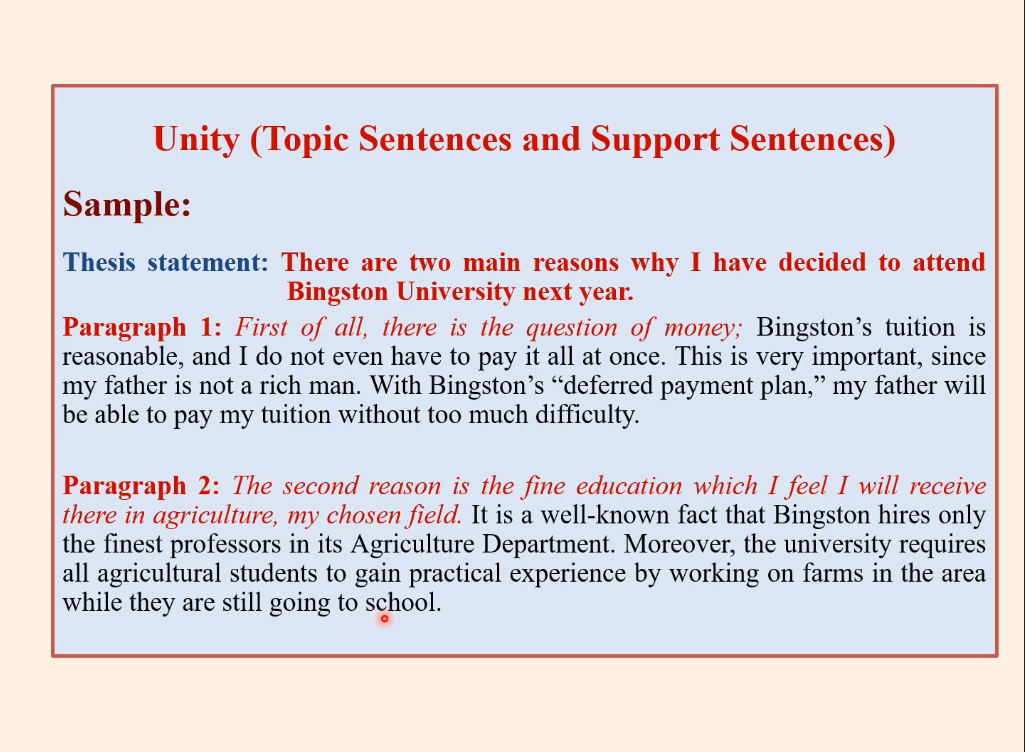 Unity (Topic Sentences and Support Sentences)
Sample:
Thesis statement: There are two main reasons why I have decided to attend
Bingston University next year.
Paragraph 1: First of all, there is the question of money; Bingston’s tuition is
reasonable, and I do not even have to pay it all at once. This is very important, since
my father is not a rich man. With Bingston’s “deferred payment plan,” my father will
be able to pay my tuition without too much difficulty.
Paragraph 2: The second reason is the fine education which I feel I will receive
there in agriculture, my chosen field. It is a well-known fact that Bingston hires only
the finest professors in its Agriculture Department. Moreover, the university requires
all agricultural students to gain practical experience by working on farms in the area
while they are still going to school.